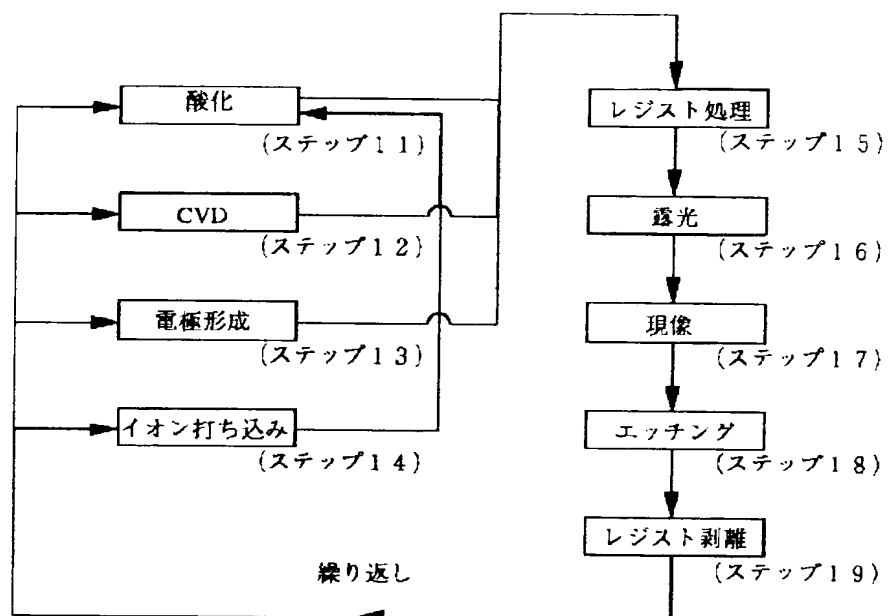 酸化
(ステップ11)
CVD
(ステップ12)
電極形成
(ステップ13)
イオン打ち込み
(ステップ14)
レジスト処理
(ステップ15)
露光
(ステップ16)
現像
(ステップ17)
エッチング
(ステップ18)
レジスト剥離
(ステップ19)
繰り返し